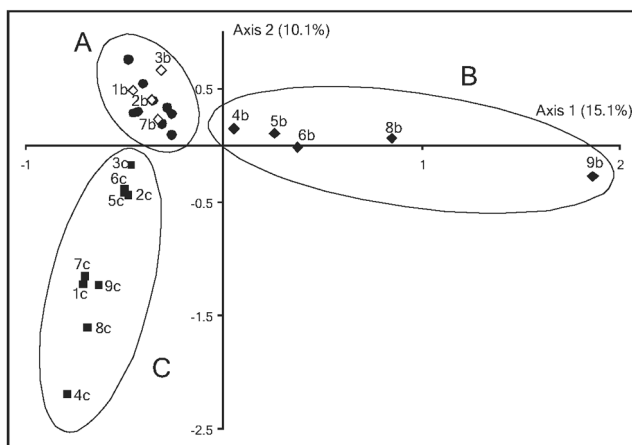 Axis 2 (10.1%)
A
3b
B
1b
0.5
2b
4b
Axis 1 (15.1%)
7b
5b
6b
8b
9b
-1
1
2
3c
6c
5c
2c
-0.5
7c
1c
9c
8c
-1.5
C
4c
-2.5